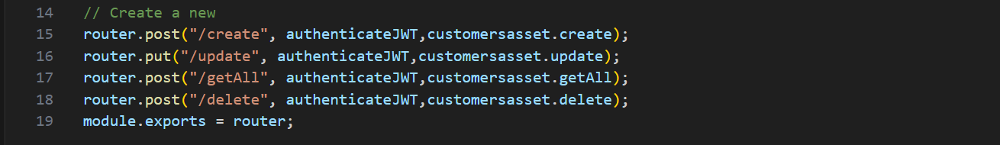 14 // Create a new
15 router.post("/create", authenticateJWT,customersasset.create);
16 router.put("/update", authenticateJWT,customersasset.update);
17 router.post("/getAll", authenticateJWT,customersasset.getAll);
18 router.post("/delete", authenticateJWT,customersasset.delete);
19 module.exports = router;